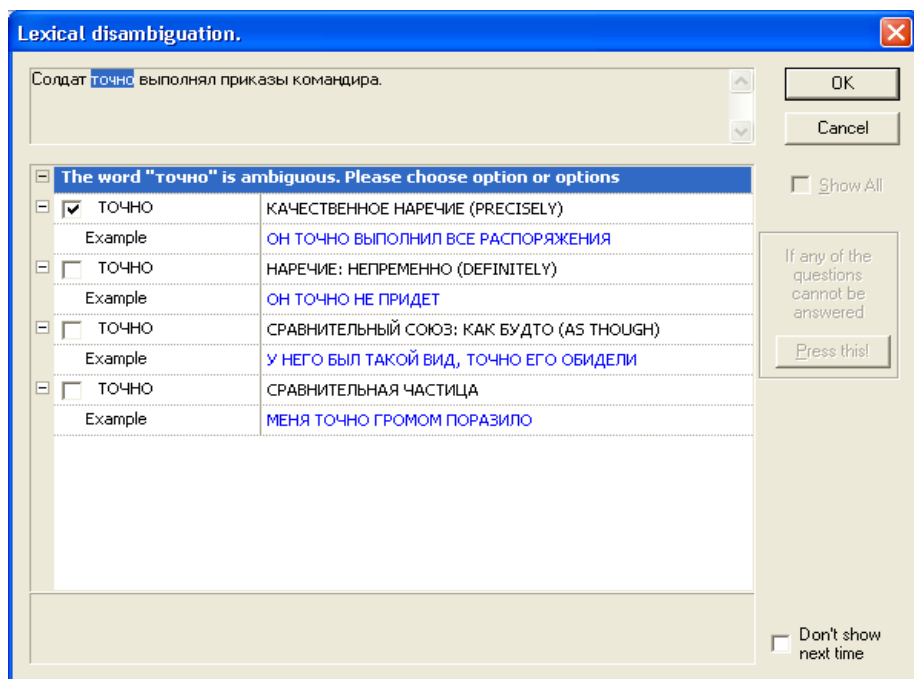 Lexical disambiguation.
Солдат точно выполнял приказы командира.
OK
Cancel
The word "точно" is ambiguous. Please choose option or options
Show All
ТОЧНО КАЧЕСТВЕННОЕ НАРЕЧИЕ (PRECISELY)
Example ОН ТОЧНО ВЫПОЛНИЛ ВСЕ РАСПОРЯЖЕНИЯ
ТОЧНО НАРЕЧИЕ: НЕПРЕМЕННО (DEFINITELY)
Example ОН ТОЧНО НЕ ПРИДЕТ
ТОЧНО СРАВНИТЕЛЬНЫЙ СОЮЗ: КАК БУДТО (AS THOUGH)
Example У НЕГО БЫЛ ТАКОЙ ВИД, ТОЧНО ЕГО ОБИДЕЛИ
ТОЧНО СРАВНИТЕЛЬНАЯ ЧАСТИЦА
Example МЕНЯ ТОЧНО ГРОМОМ ПОРАЗИЛО
If any of the
questions
cannot be
answered
Press this!
Don't show
next time